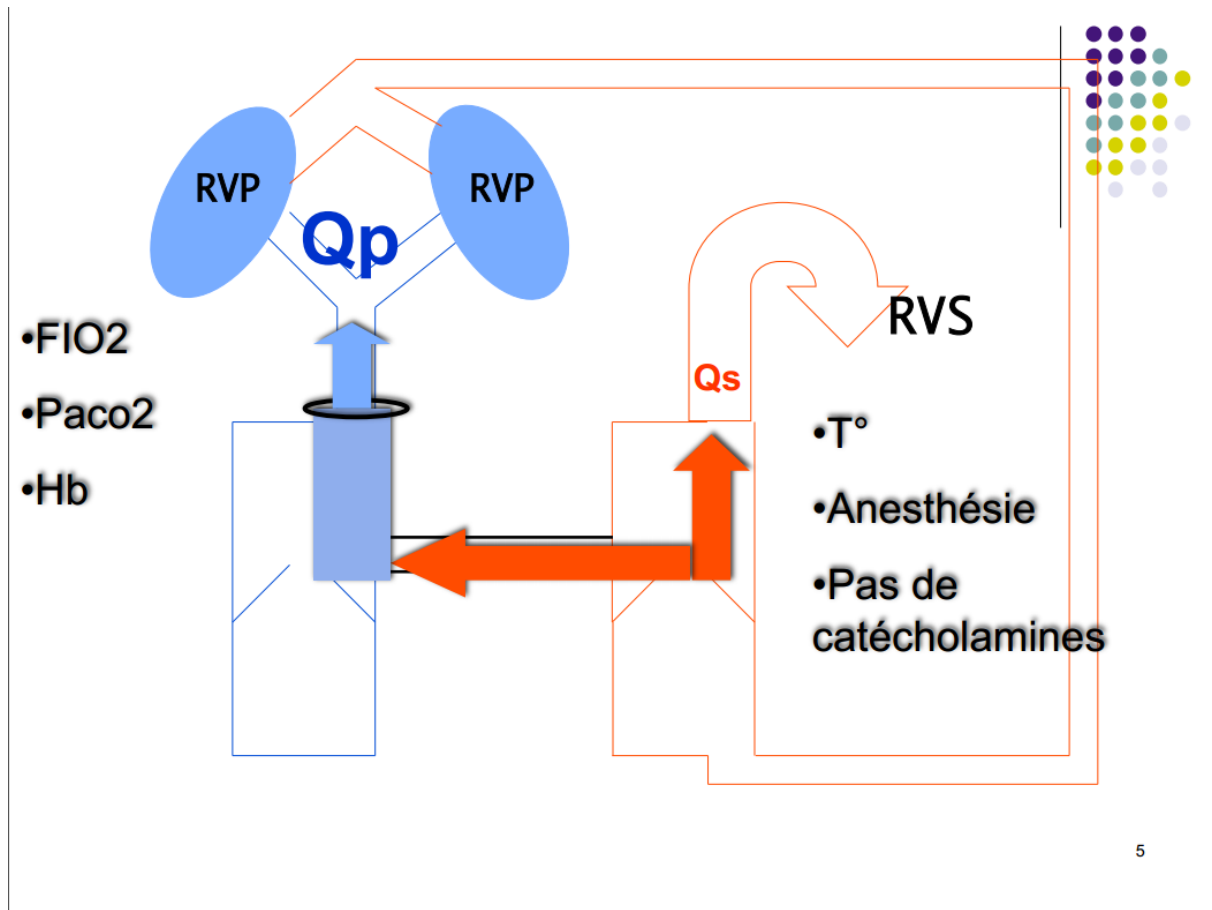 RVP
RVP
Qp
•FIO2
•Paco2
•Hb
RVS
Qs
•T°
•Anesthésie
•Pas de
catécholamines
5